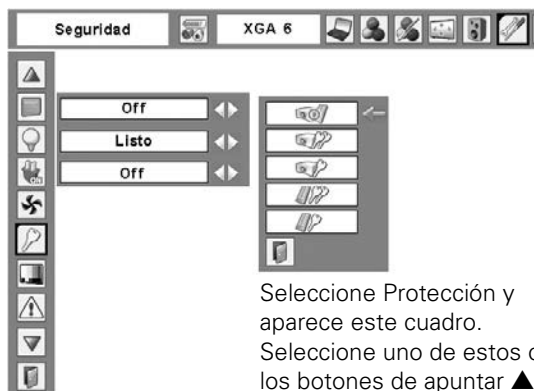 Seguridad XGA 6
Off
Listo
Off
ON
Seleccione Protección y
aparece este cuadro.
Seleccione uno de estos
los botones de apuntar ▲